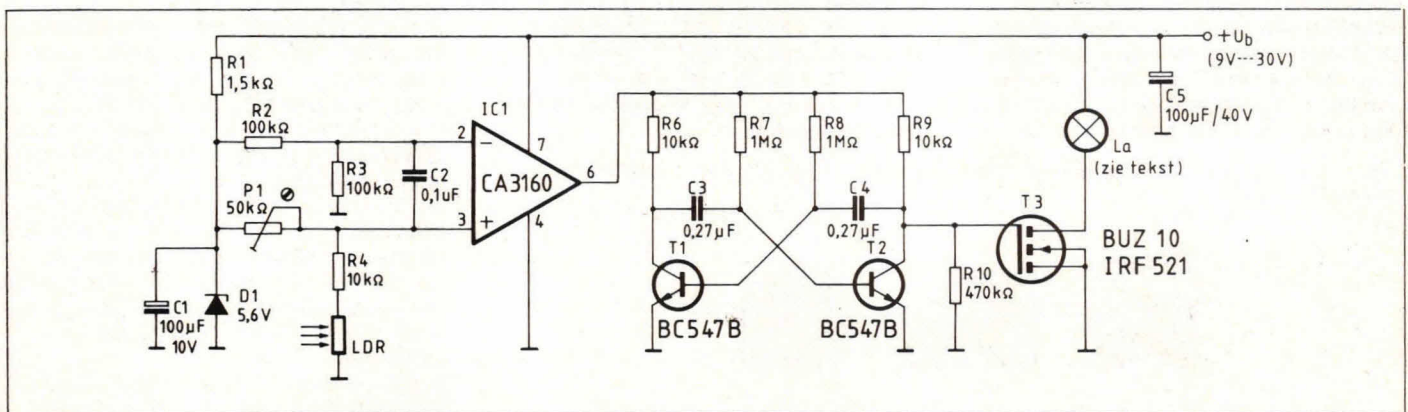 R1
1,5kΩ
R2
100kΩ
P1
50kΩ
C1
100µF
10V
D1
5,6V
R3
100kΩ
C2
0,1uF
R4
10kΩ
LDR
IC1
2
−
3
+
CA3160
7
4
6
R6
10kΩ
R7
1MΩ
R8
1MΩ
R9
10kΩ
C3
0,27µF
C4
0,27µF
T1
BC547B
T2
BC547B
R10
470kΩ
T3
BUZ 10
IRF 521
La
(zie tekst)
+Ub
(9V---30V)
C5
100µF/40V